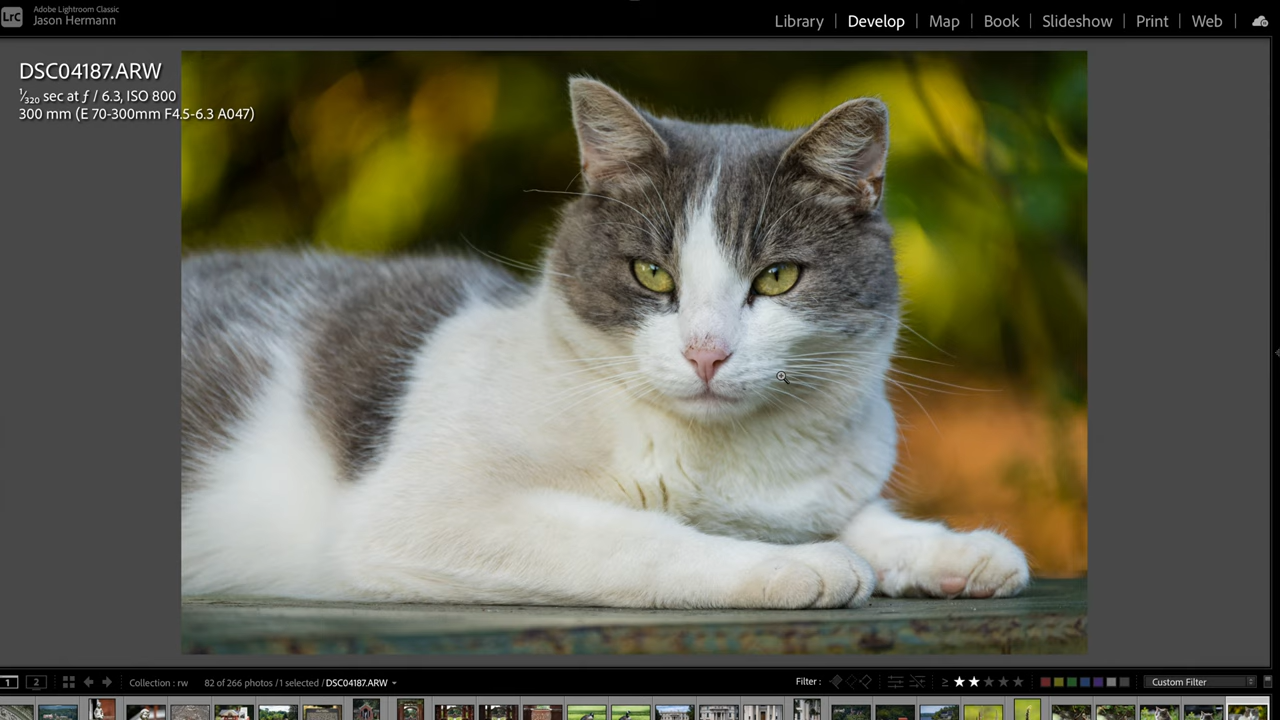 LrC
Adobe Lightroom Classic
Jason Hermann
Library | Develop | Map | Book | Slideshow | Print | Web
DSC04187.ARW
1/320 sec at ƒ / 6.3, ISO 800
300 mm (E 70-300mm F4.5-6.3 A047)
1 2 Collection : rw 82 of 266 photos / 1 selected / DSC04187.ARW Filter : ≥ ★★★★★ Custom Filter